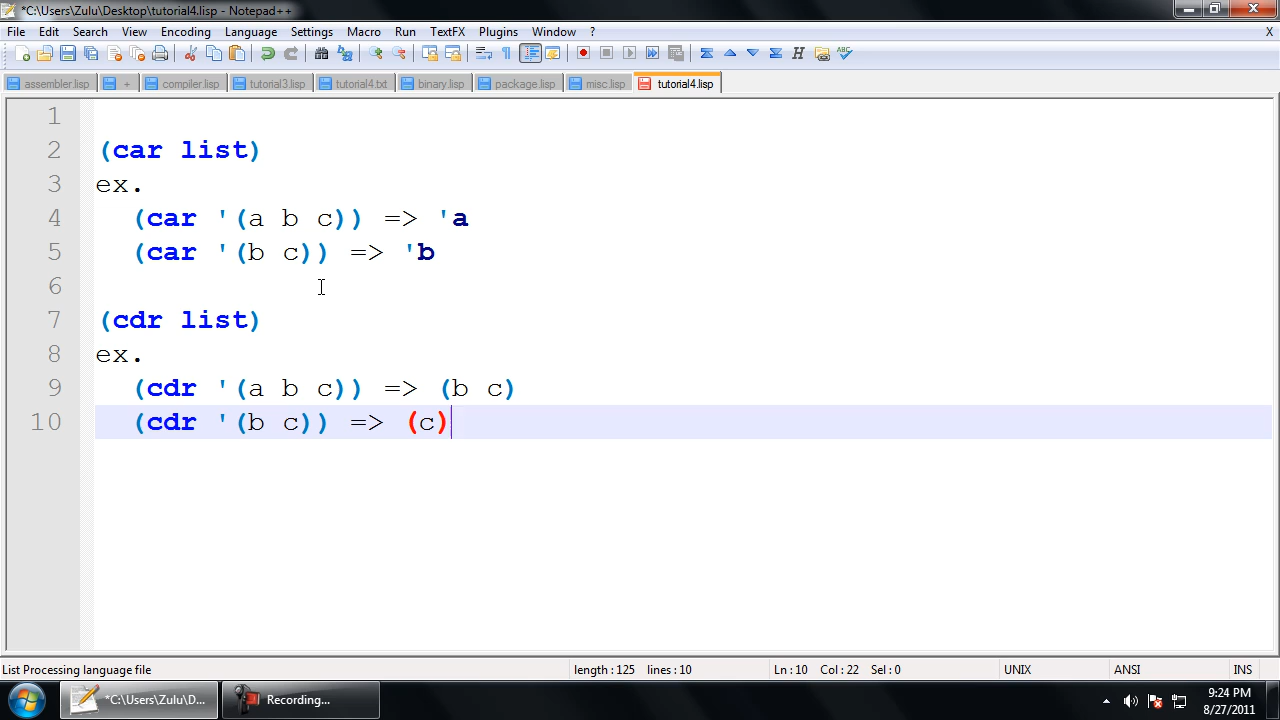 *C:\Users\Zulu\Desktop\tutorial4.lisp - Notepad++
File Edit Search View Encoding Language Settings Macro Run TextFX Plugins Window ? X
assembler.lisp + compiler.lisp tutorial3.lisp tutorial4.txt binary.lisp package.lisp misc.lisp tutorial4.lisp
1
2 (car list)
3 ex.
4 (car '(a b c)) => 'a
5 (car '(b c)) => 'b
6
7 (cdr list)
8 ex.
9 (cdr '(a b c)) => (b c)
10 (cdr '(b c)) => (c)
List Processing language file length : 125 lines : 10 Ln : 10 Col : 22 Sel : 0 UNIX ANSI INS
*C:\Users\Zulu\D... Recording... 9:24 PM
8/27/2011